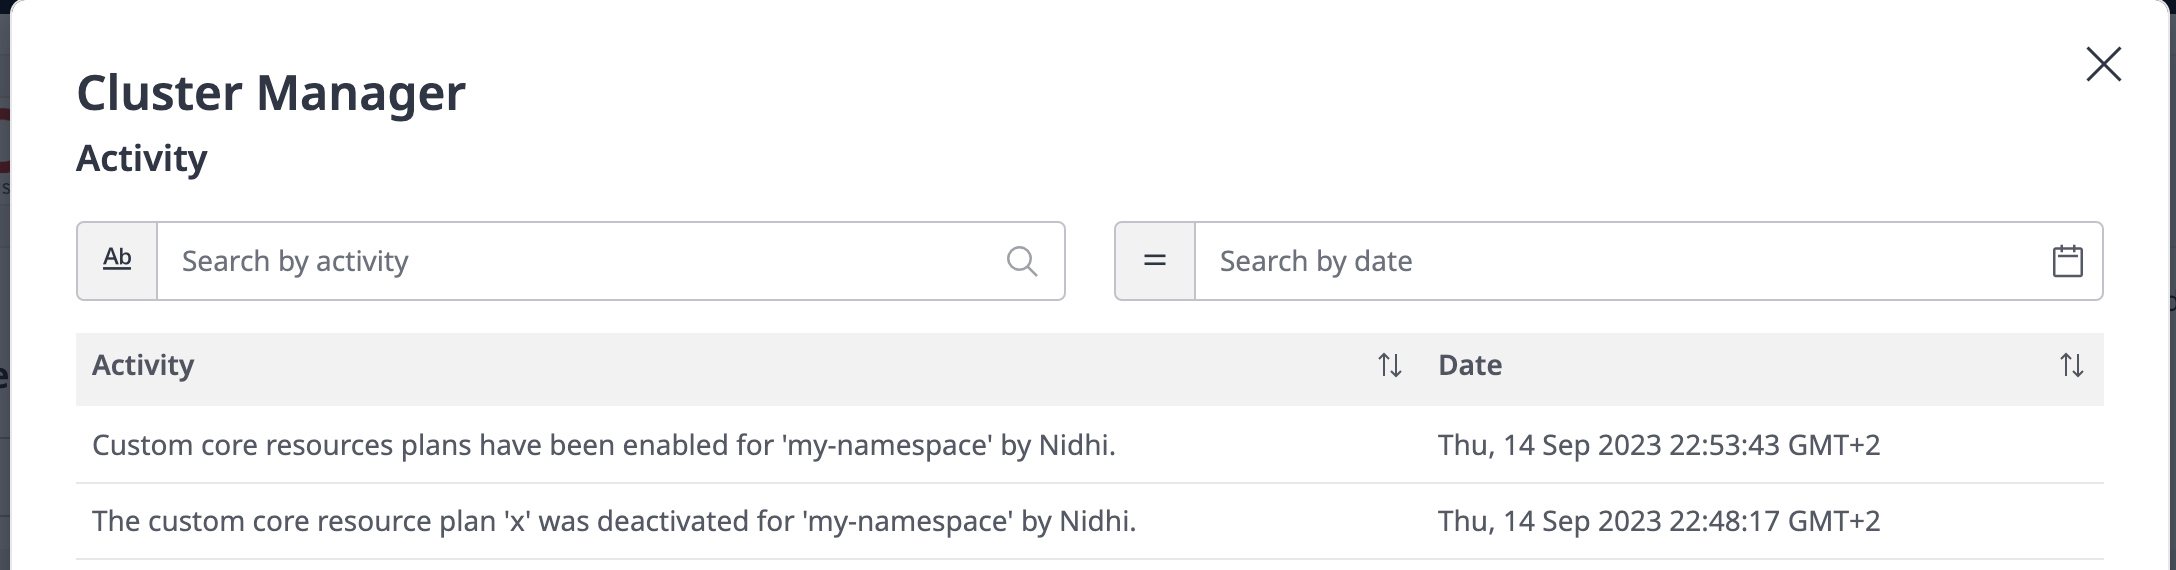 Cluster Manager
Activity
Ab Search by activity
= Search by date
Activity Date
Custom core resources plans have been enabled for 'my-namespace' by Nidhi. Thu, 14 Sep 2023 22:53:43 GMT+2
The custom core resource plan 'x' was deactivated for 'my-namespace' by Nidhi. Thu, 14 Sep 2023 22:48:17 GMT+2